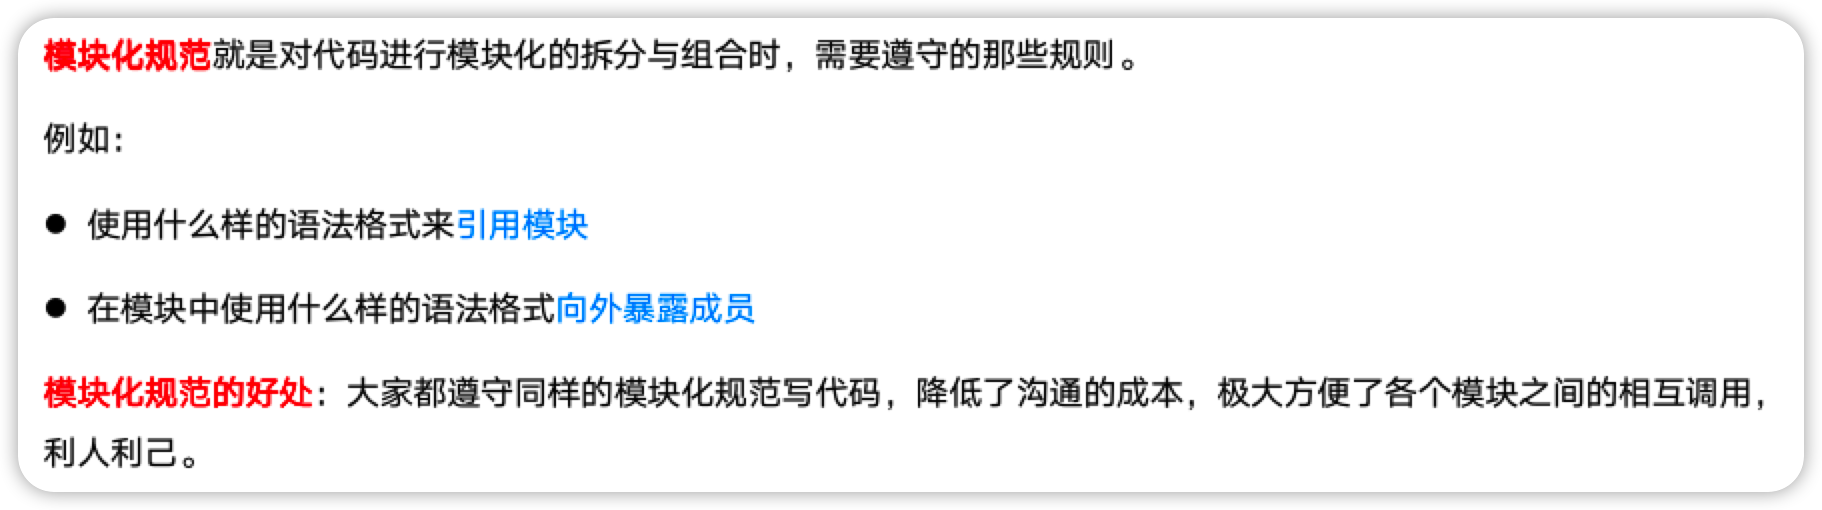 模块化规范就是对代码进行模块化的拆分与组合时，需要遵守的那些规则。
例如：
● 使用什么样的语法格式来引用模块
● 在模块中使用什么样的语法格式向外暴露成员
模块化规范的好处：大家都遵守同样的模块化规范写代码，降低了沟通的成本，极大方便了各个模块之间的相互调用，
利人利己。